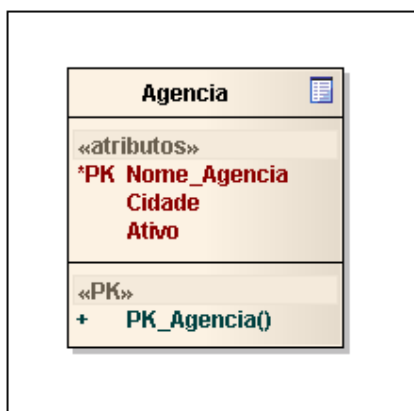 Agencia
«atributos»
*PK Nome_Agencia
Cidade
Ativo
«PK»
+ PK_Agencia()